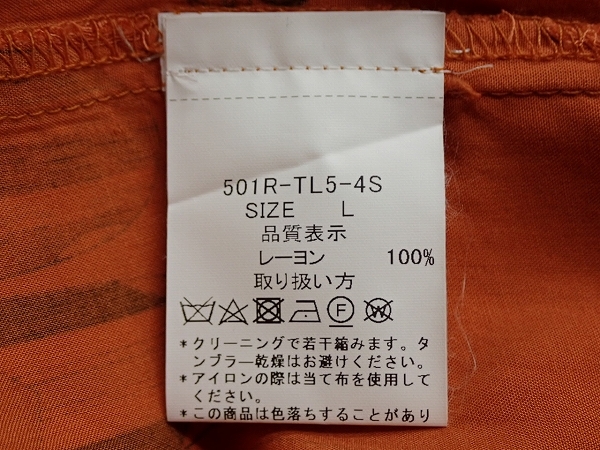 501R-TL5-4S
SIZE L
品質表示
レーヨン 100%
取り扱い方
F W
*クリーニングで若干縮みます。タ
ンブラー乾燥はお避けください。
*アイロンの際は当て布を使用して
ください。
*この商品は色落ちすることがあり